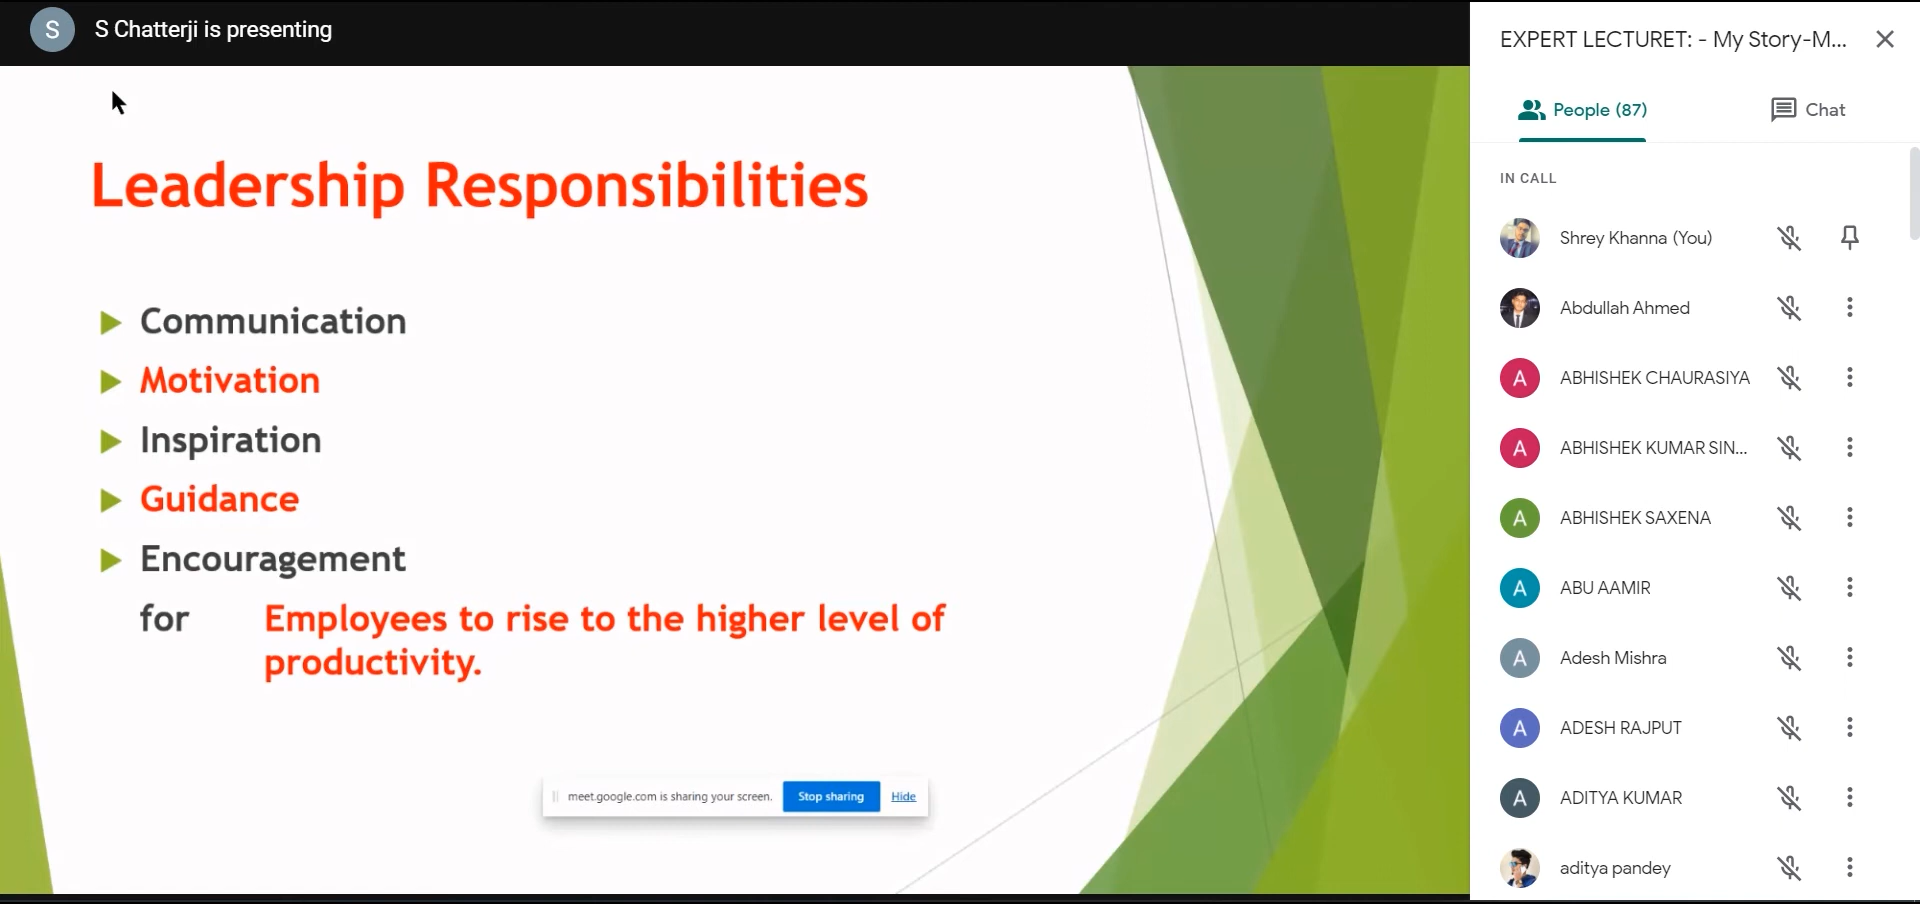 S
S Chatterji is presenting
Leadership Responsibilities
Communication
Motivation
Inspiration
Guidance
Encouragement
for Employees to rise to the higher level of
productivity.
meet.google.com is sharing your screen. Stop sharing Hide
EXPERT LECTURET: - My Story-M...
People (87) Chat
IN CALL
Shrey Khanna (You)
Abdullah Ahmed
A ABHISHEK CHAURASIYA
A ABHISHEK KUMAR SIN...
A ABHISHEK SAXENA
A ABU AAMIR
A Adesh Mishra
A ADESH RAJPUT
A ADITYA KUMAR
aditya pandey